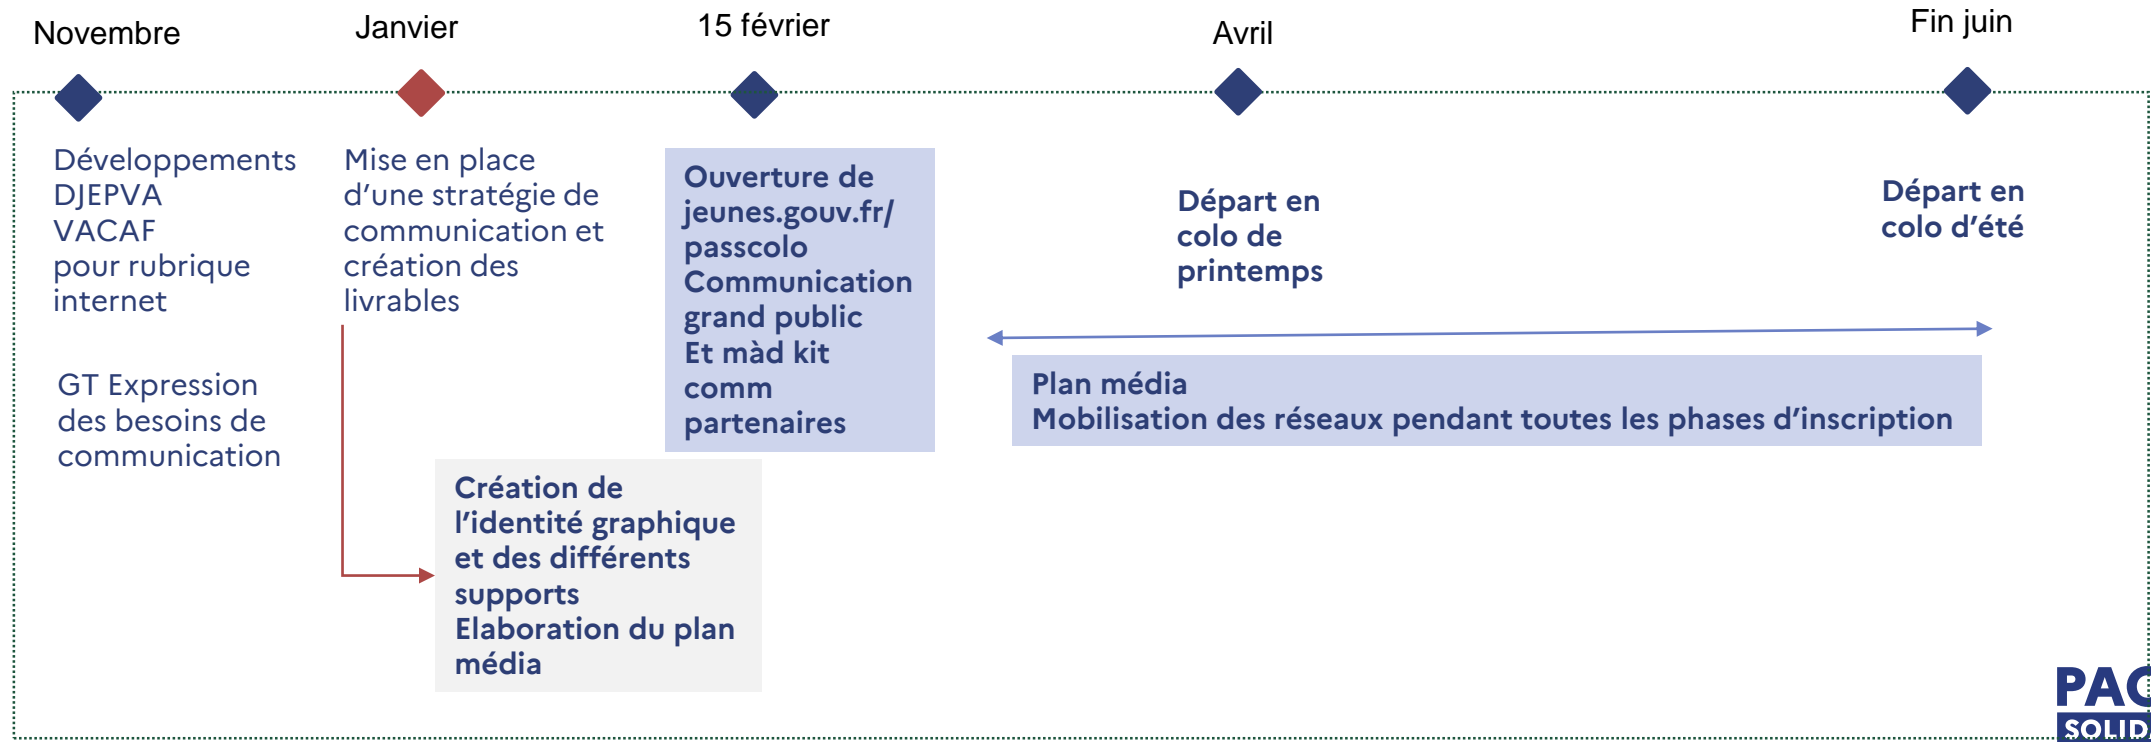 Novembre
Janvier
15 février
Avril
Fin juin
Développements
DJEPVA
VACAF
pour rubrique
internet
GT Expression
des besoins de
communication
Mise en place
d’une stratégie de
communication et
création des
livrables
Création de
l’identité graphique
et des différents
supports
Elaboration du plan
média
Ouverture de
jeunes.gouv.fr/
passcolo
Communication
grand public
Et màd kit
comm
partenaires
Départ en
colo de
printemps
Départ en
colo d’été
Plan média
Mobilisation des réseaux pendant toutes les phases d’inscription